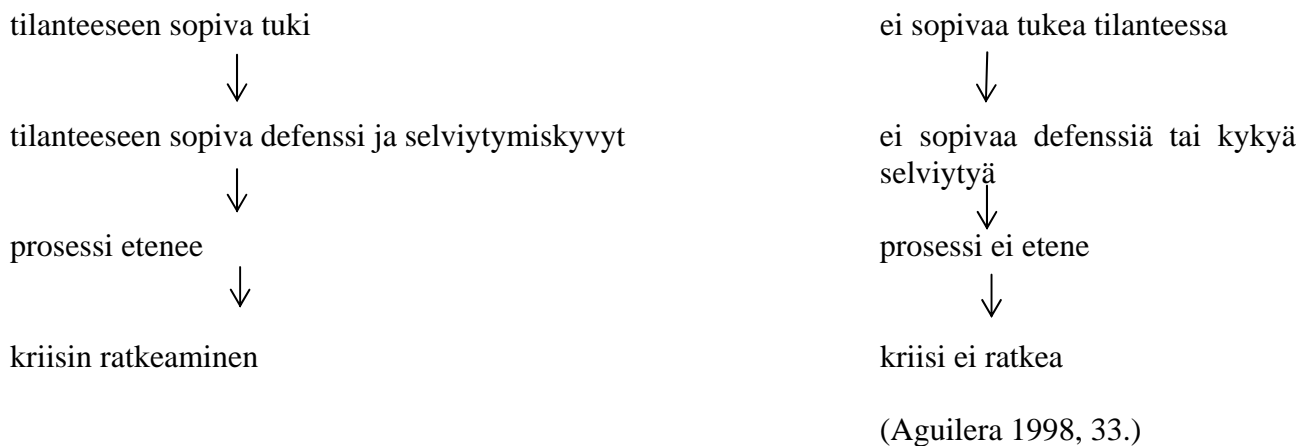 tilanteeseen sopiva tuki
ei sopivaa tukea tilanteessa
tilanteeseen sopiva defenssi ja selviytymiskyvyt
ei sopivaa defenssiä tai kykyä
selviytyä
prosessi etenee
prosessi ei etene
kriisin ratkeaminen
kriisi ei ratkea
(Aguilera 1998, 33.)